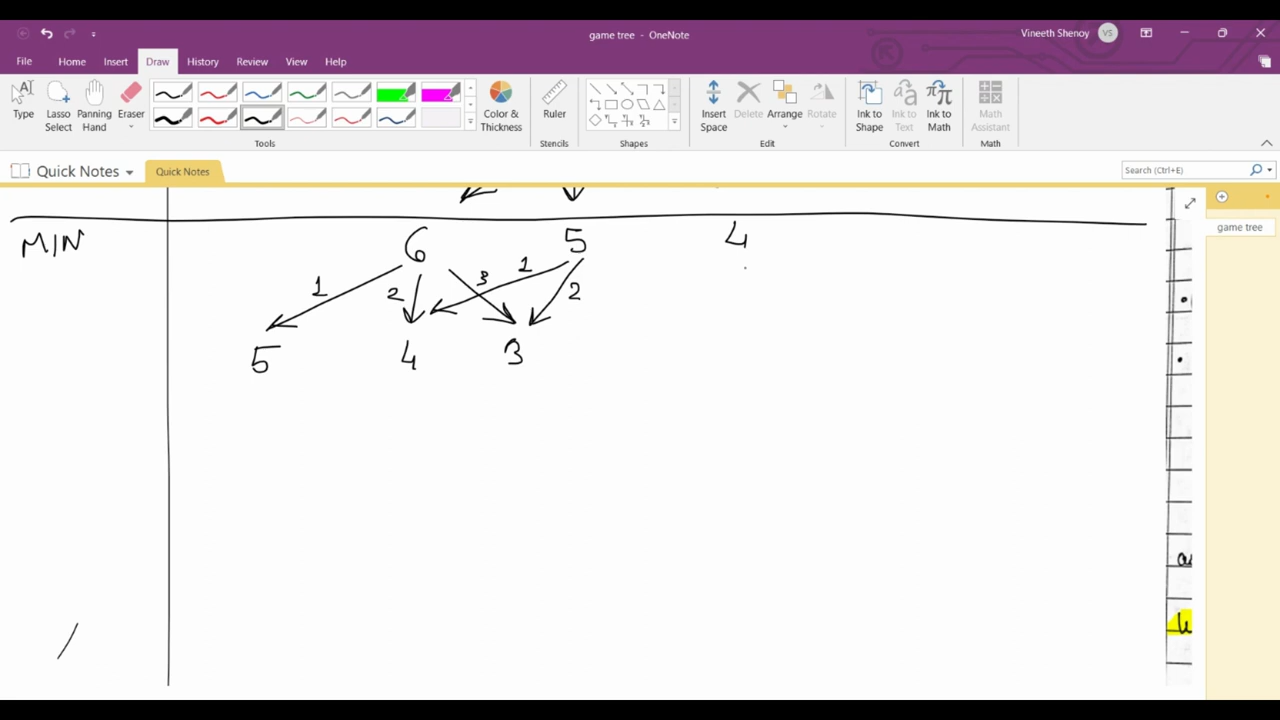 game tree - OneNote
Vineeth Shenoy VS
File Home Insert Draw History Review View Help
Type Lasso Select Panning Hand Eraser Color & Thickness Ruler Insert Space Delete Arrange Rotate Ink to Shape Ink to Text Ink to Math Math Assistant
Tools Stencils Shapes Edit Convert Math
Quick Notes Quick Notes Search (Ctrl+E)
game tree
MIN 6 5 4
1 2 3 1 2
5 4 3